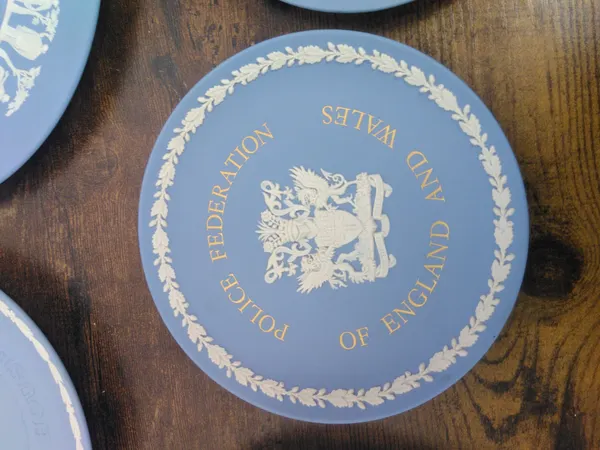 POLICE FEDERATION
OF ENGLAND AND WALES